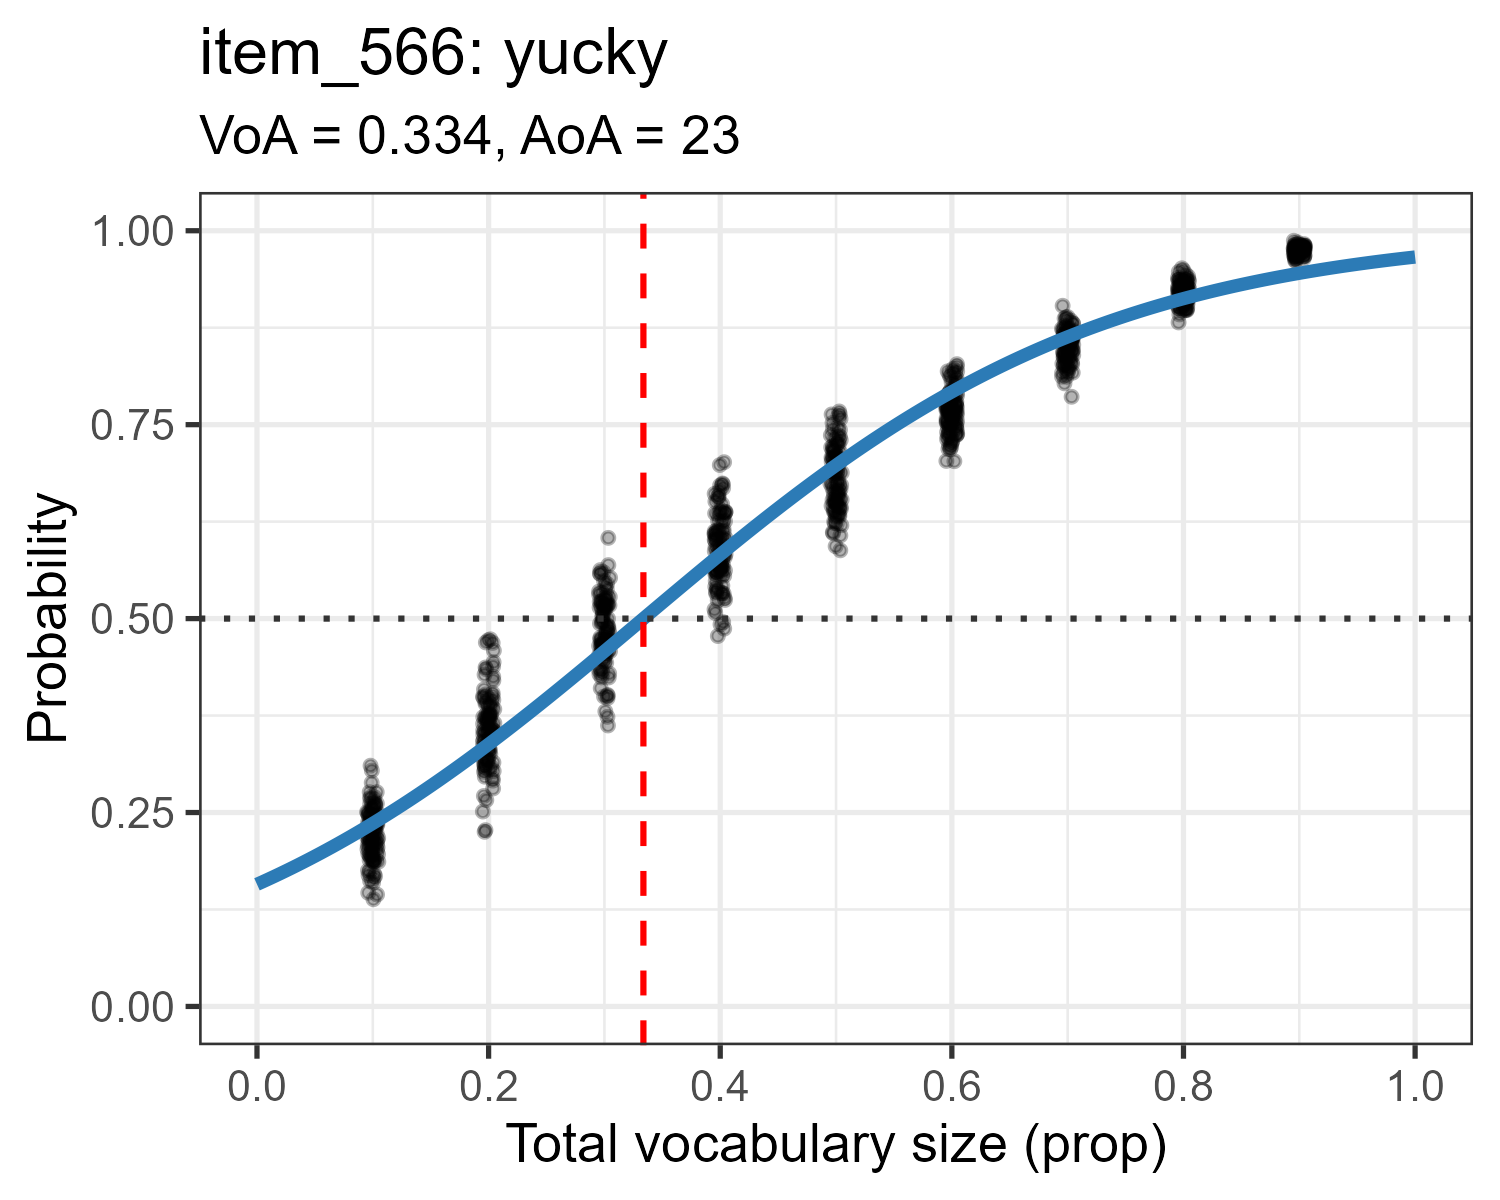 item_566: yucky
VoA = 0.334, AoA = 23
1.00
0.75
0.50
0.25
0.00
Probability
0.0 0.2 0.4 0.6 0.8 1.0
Total vocabulary size (prop)